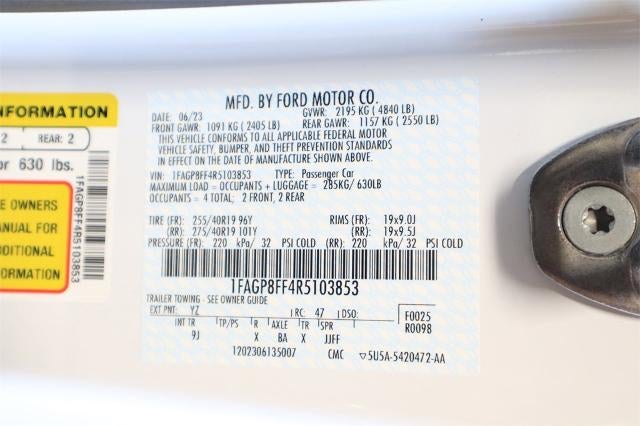 MFD. BY FORD MOTOR CO.
DATE: 06/23 GVWR: 2195 KG ( 4840 LB)
FRONT GAWR: 1091 KG ( 2405 LB) REAR GAWR: 1157 KG ( 2550 LB)
THIS VEHICLE CONFORMS TO ALL APPLICABLE FEDERAL MOTOR
VEHICLE SAFETY, BUMPER, AND THEFT PREVENTION STANDARDS
IN EFFECT ON THE DATE OF MANUFACTURE SHOWN ABOVE.
VIN: 1FAGP8FF4R5103853 TYPE: Passenger Car
MAXIMUM LOAD = OCCUPANTS + LUGGAGE = 285KG/ 630LB
OCCUPANTS = 4 TOTAL; 2 FRONT, 2 REAR
TIRE (FR): 255/40R19 96Y RIMS (FR): 19x9.0J
(RR): 275/40R19 101Y (RR): 19x9.5J
PRESSURE (FR): 220 kPa/ 32 PSI COLD (RR): 220 kPa/ 32 PSI COLD
1FAGP8FF4R5103853
TRAILER TOWING - SEE OWNER GUIDE
EXT PNT: YZ RC: 47 DSO: F0025
R0098
INT TR TP/PS R AXLE TR SPR
9J X BA X JJFF
1202306135007 CMC ▽5U5A-5420472-AA
NFORMATION
2 REAR: 2
or 630 lbs.
E OWNERS
ANUAL FOR
DDITIONAL
FORMATION
1FAGP8FF4R5103853